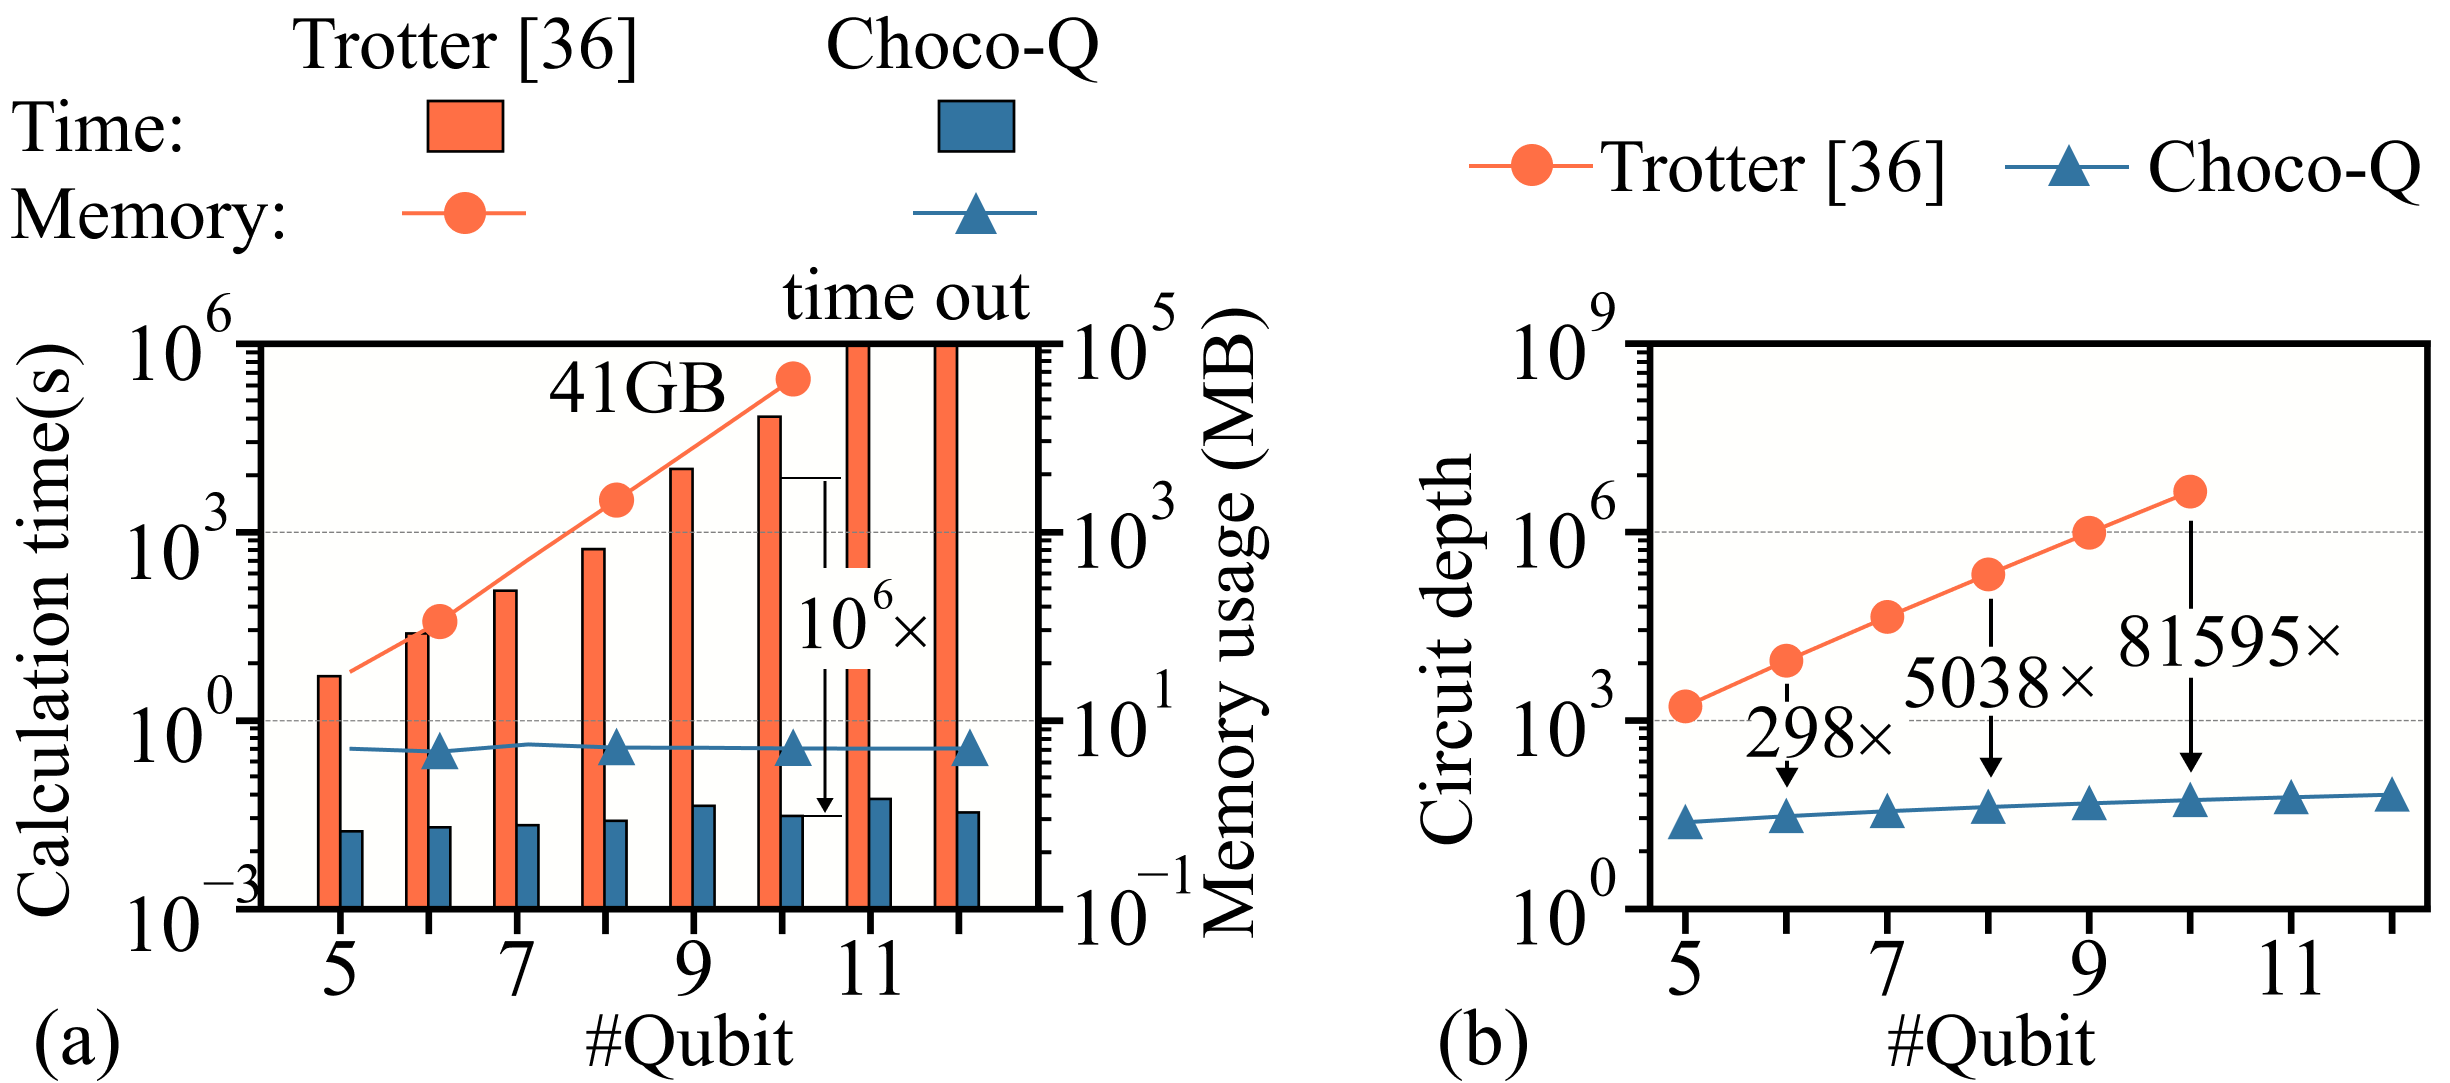 Trotter [36] Choco-Q
Time:
Memory:
Trotter [36] Choco-Q
time out
Calculation time(s)
10^6
10^3
10^0
10^−3
41GB
10^6×
10^5
10^3
10^1
10^−1
Memory usage (MB)
5 7 9 11
#Qubit
(a)
Circuit depth
10^9
10^6
10^3
10^0
298×
5038×
81595×
5 7 9 11
#Qubit
(b)